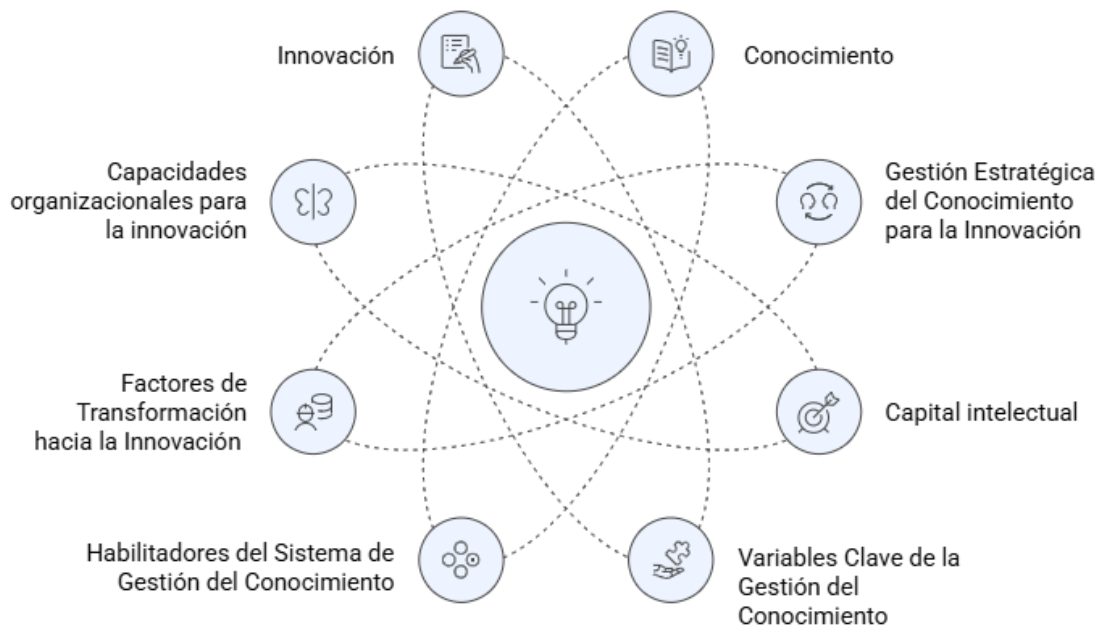 Innovación
Conocimiento
Capacidades
organizacionales para
la innovación
Gestión Estratégica
del Conocimiento
para la Innovación
Factores de
Transformación
hacia la Innovación
Capital intelectual
Habilitadores del Sistema de
Gestión del Conocimiento
Variables Clave de la
Gestión del
Conocimiento